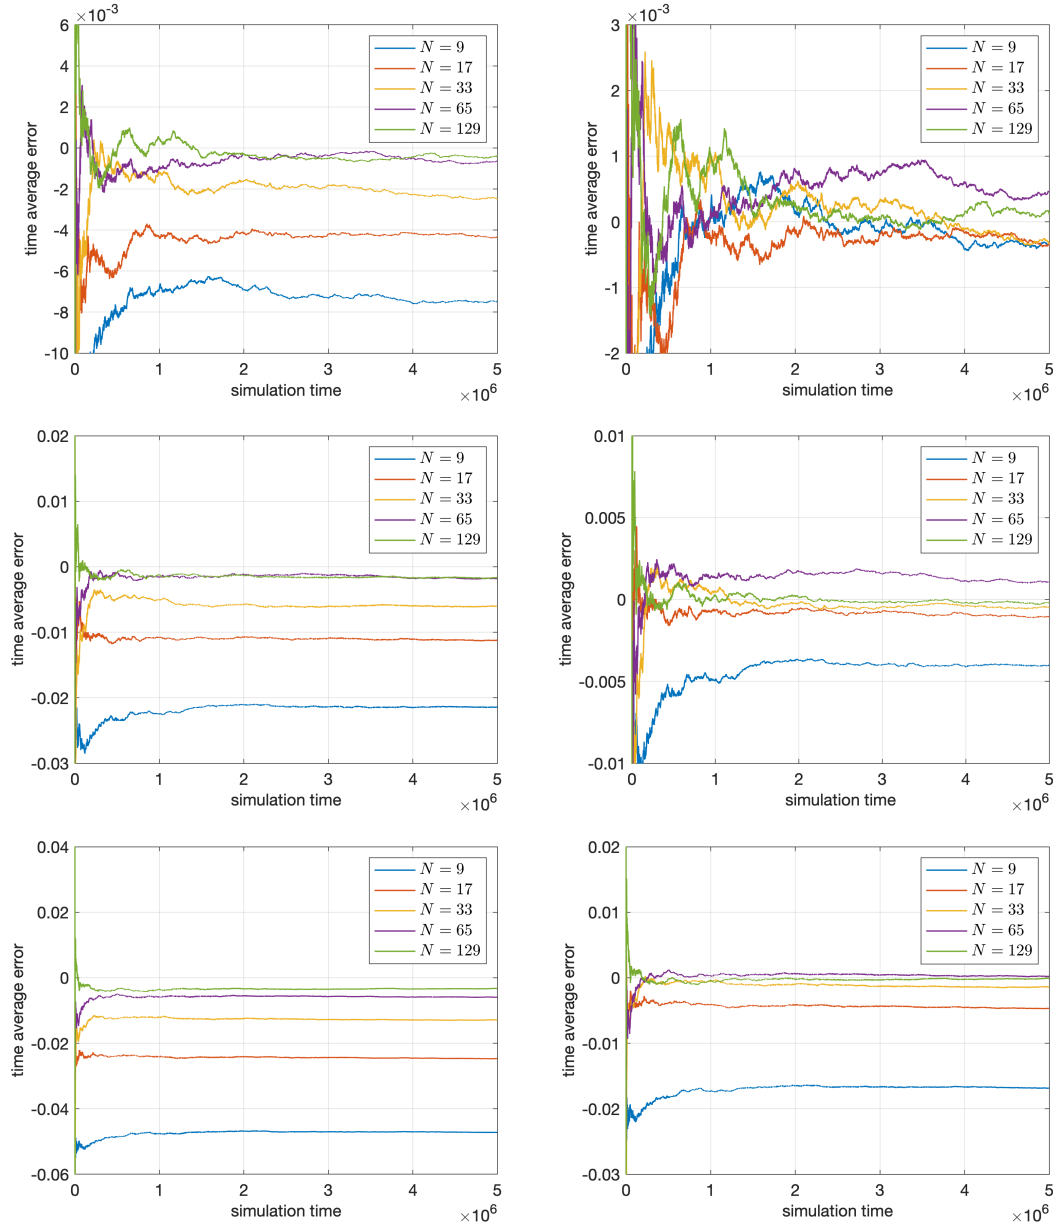 ×10⁻³
6
4
2
0
-2
-4
-6
-8
-10
time average error
N = 9
N = 17
N = 33
N = 65
N = 129
0 1 2 3 4 5
simulation time
×10⁶
×10⁻³
3
2
1
0
-1
-2
time average error
N = 9
N = 17
N = 33
N = 65
N = 129
0 1 2 3 4 5
simulation time
×10⁶
0.02
0.01
0
-0.01
-0.02
-0.03
time average error
N = 9
N = 17
N = 33
N = 65
N = 129
0 1 2 3 4 5
simulation time
×10⁶
0.01
0.005
0
-0.005
-0.01
time average error
N = 9
N = 17
N = 33
N = 65
N = 129
0 1 2 3 4 5
simulation time
×10⁶
0.04
0.02
0
-0.02
-0.04
-0.06
time average error
N = 9
N = 17
N = 33
N = 65
N = 129
0 1 2 3 4 5
simulation time
×10⁶
0.02
0.01
0
-0.01
-0.02
-0.03
time average error
N = 9
N = 17
N = 33
N = 65
N = 129
0 1 2 3 4 5
simulation time
×10⁶